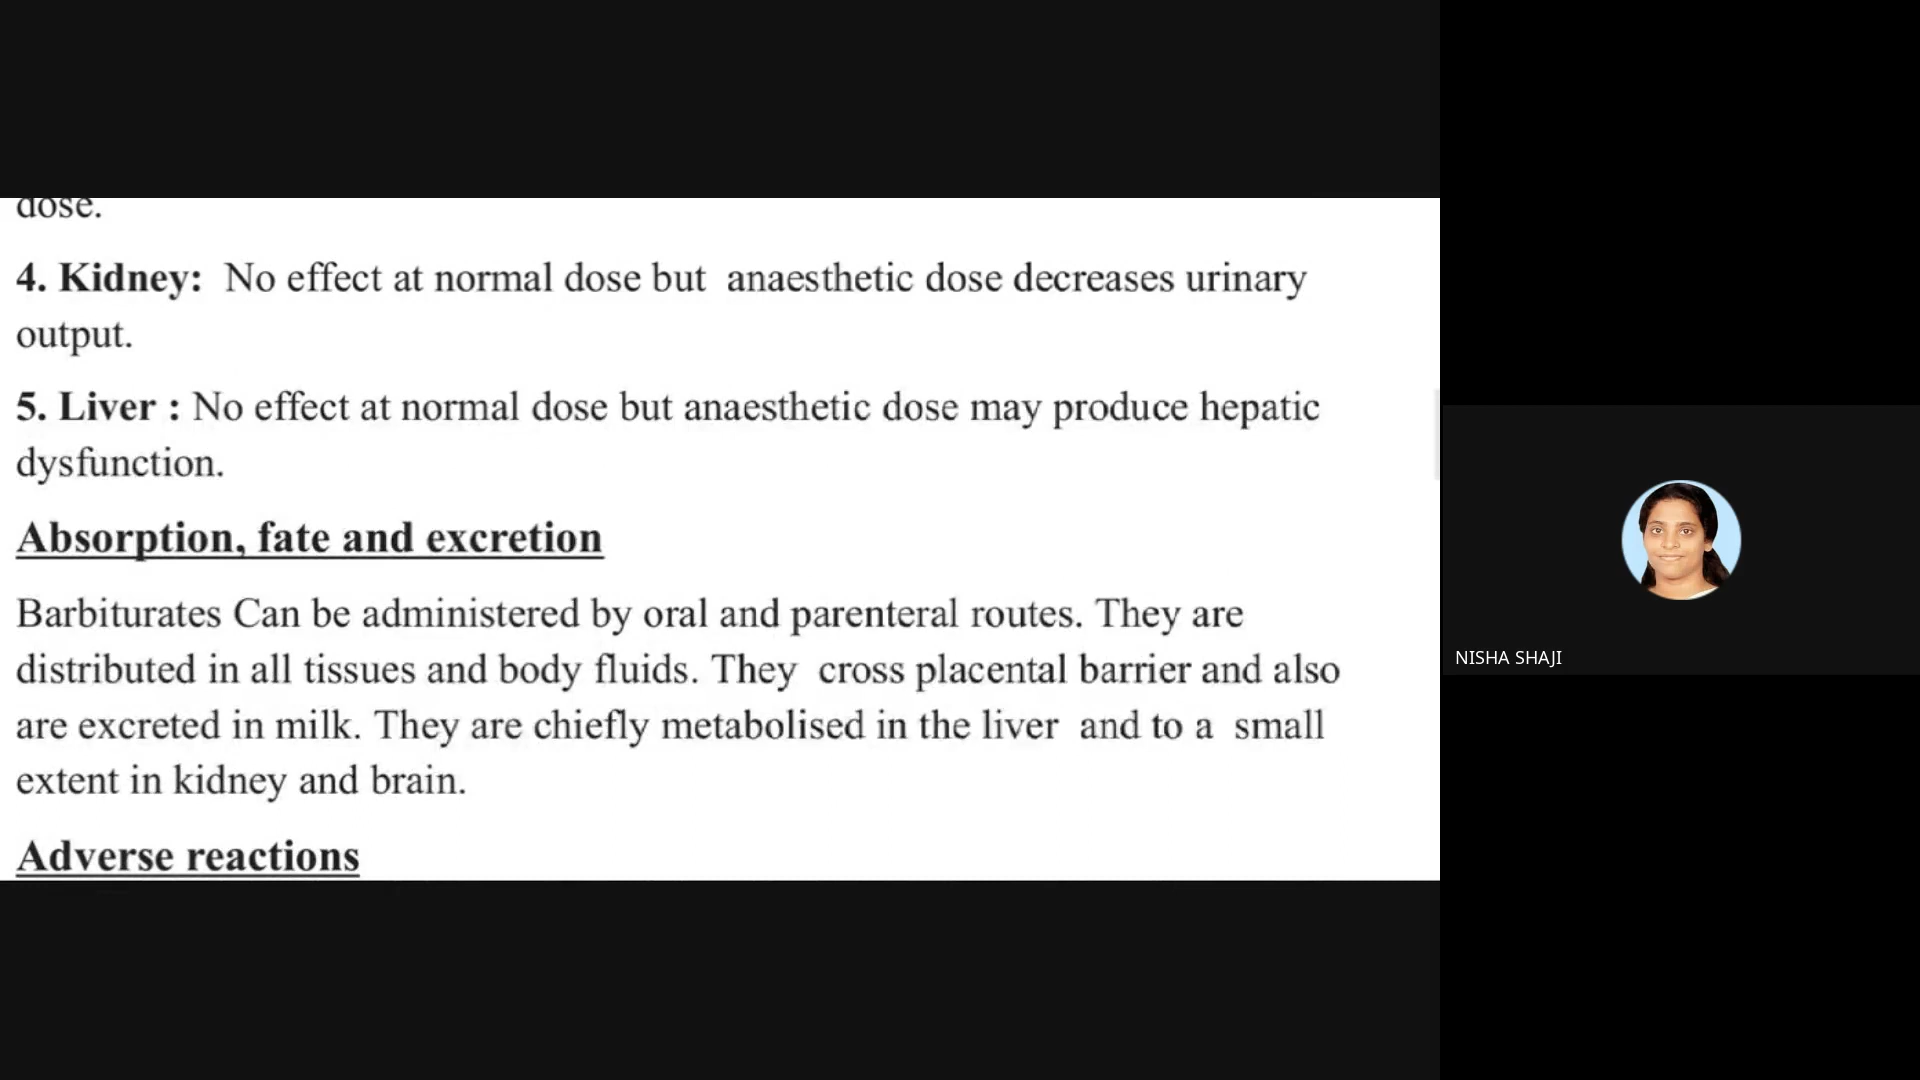 dose.
4. Kidney: No effect at normal dose but anaesthetic dose decreases urinary
output.
5. Liver : No effect at normal dose but anaesthetic dose may produce hepatic
dysfunction.
Absorption, fate and excretion
Barbiturates Can be administered by oral and parenteral routes. They are
distributed in all tissues and body fluids. They cross placental barrier and also
are excreted in milk. They are chiefly metabolised in the liver and to a small
extent in kidney and brain.
Adverse reactions
NISHA SHAJI